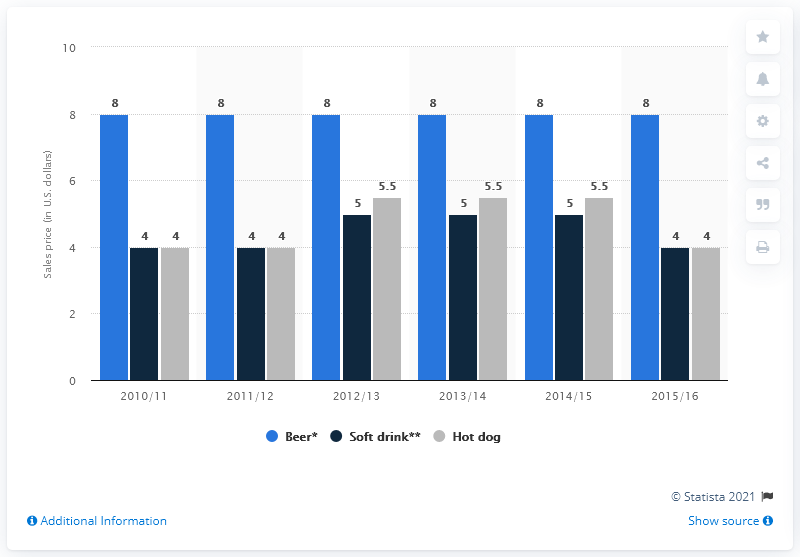 10
8
6
4
2
0
Sales price (in U.S. dollars)
8 4 4
8 4 4
8 5 5.5
8 5 5.5
8 5 5.5
8 4 4
2010/11 2011/12 2012/13 2013/14 2014/15 2015/16
Beer* Soft drink** Hot dog
© Statista 2021
Additional Information Show source